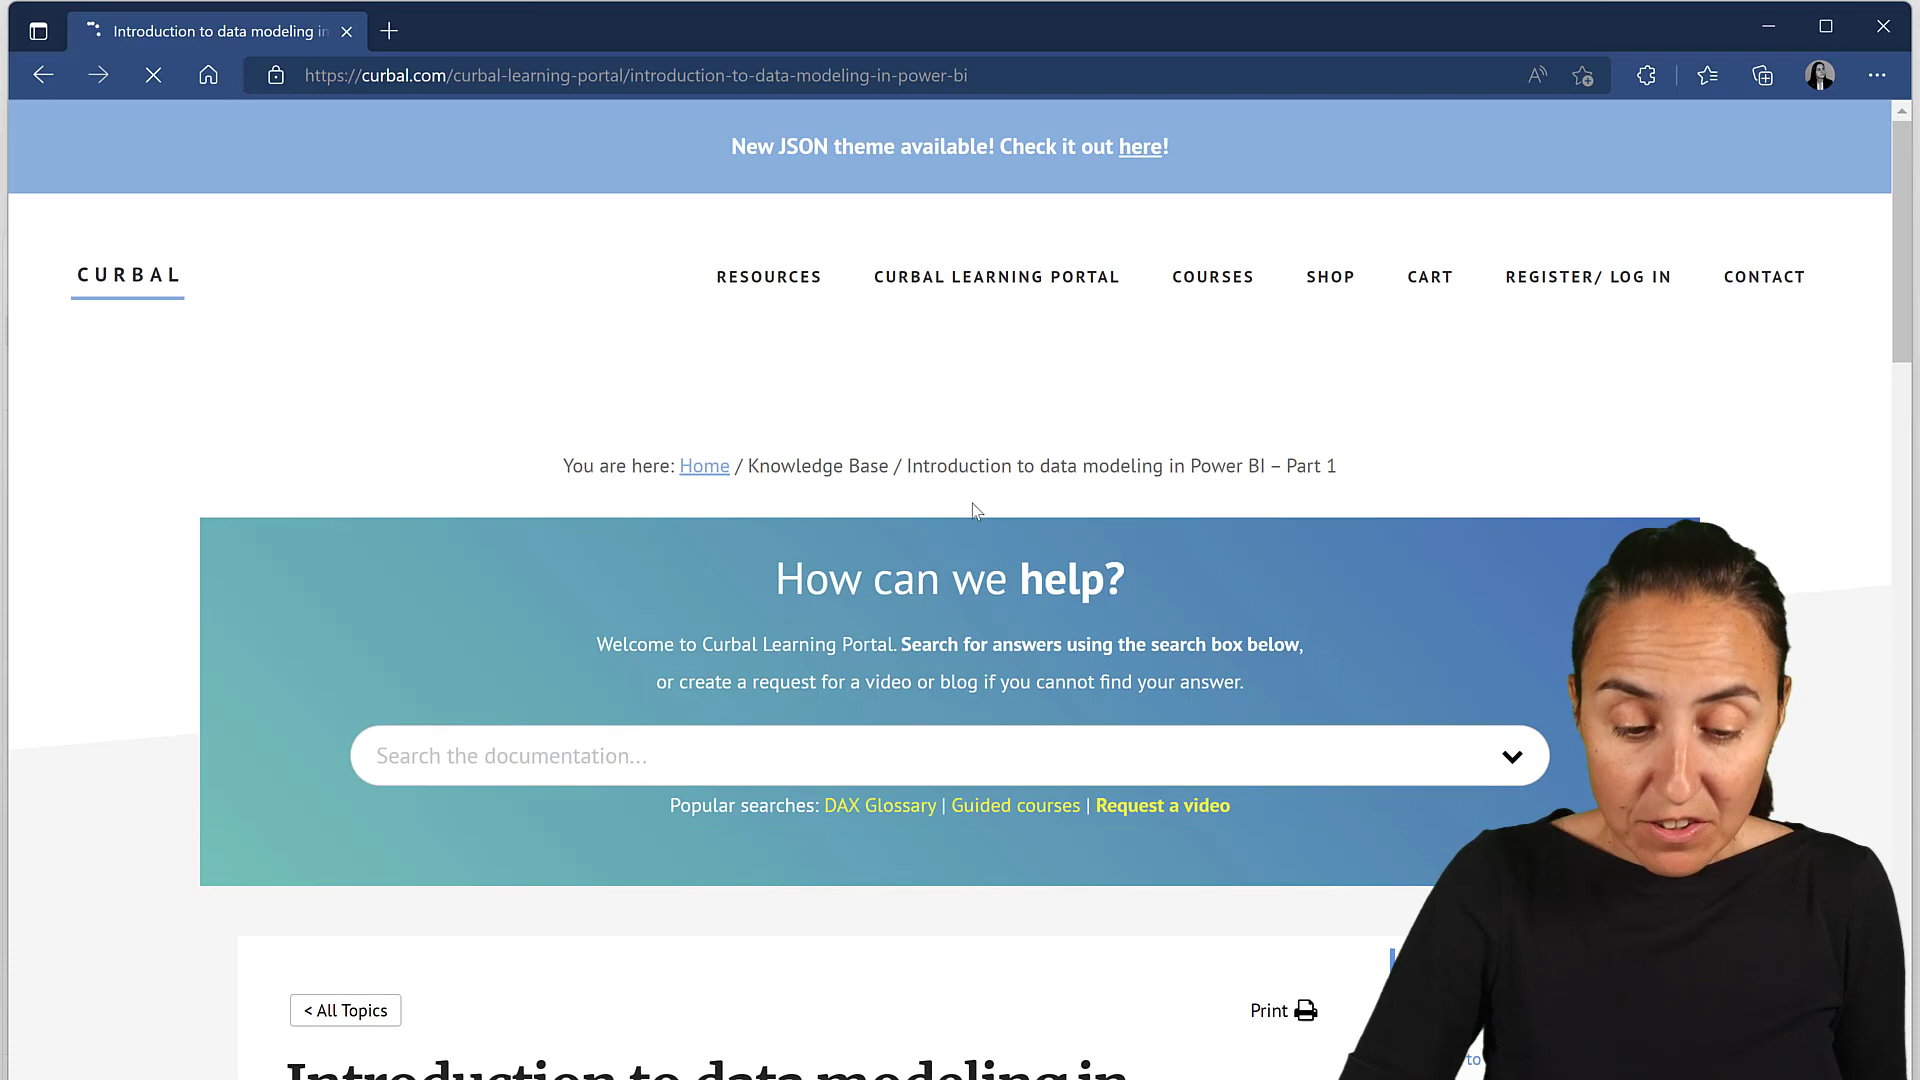 Introduction to data modeling in
https://curbal.com/curbal-learning-portal/introduction-to-data-modeling-in-power-bi
New JSON theme available! Check it out here!
CURBAL
RESOURCES
CURBAL LEARNING PORTAL
COURSES
SHOP
CART
REGISTER/ LOG IN
CONTACT
You are here: Home / Knowledge Base / Introduction to data modeling in Power BI – Part 1
How can we help?
Welcome to Curbal Learning Portal. Search for answers using the search box below,
or create a request for a video or blog if you cannot find your answer.
Search the documentation...
Popular searches: DAX Glossary | Guided courses | Request a video
< All Topics
Print
Introduction to data modeling in
to